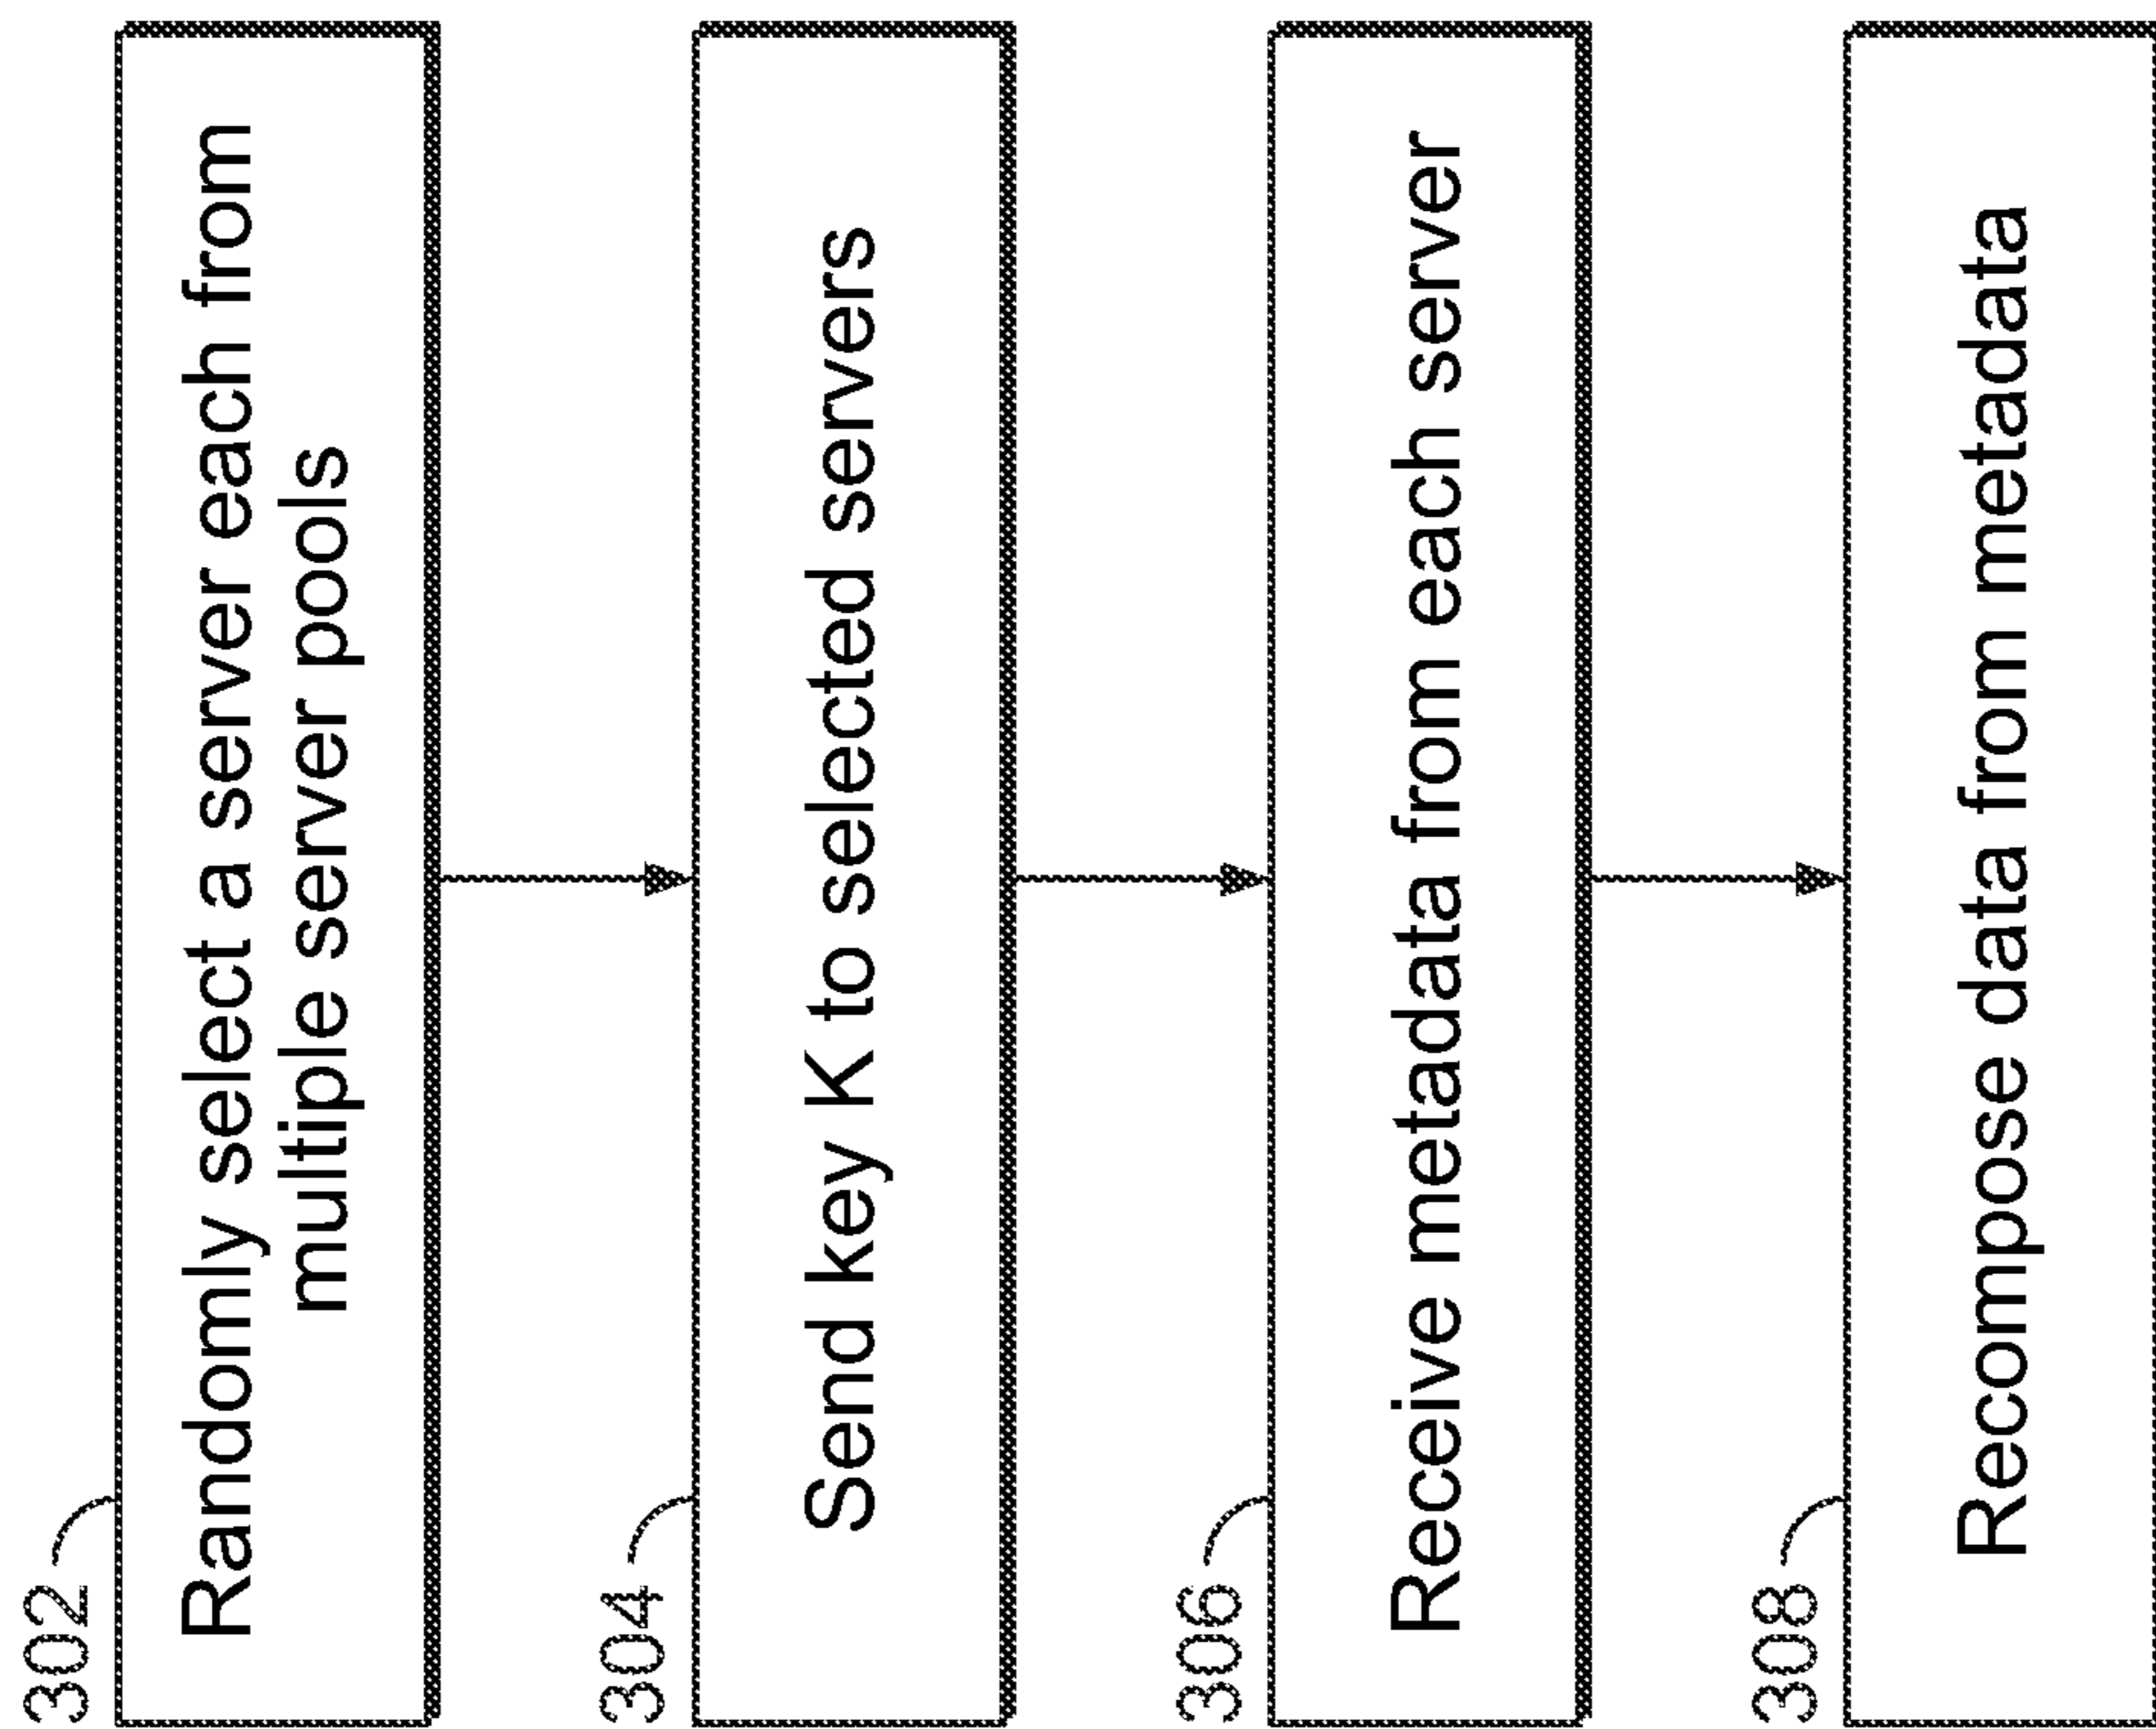 302
Randomly select a server each from
multiple server pools
304
Send key K to selected servers
306
Receive metadata from each server
308
Recompose data from metadata